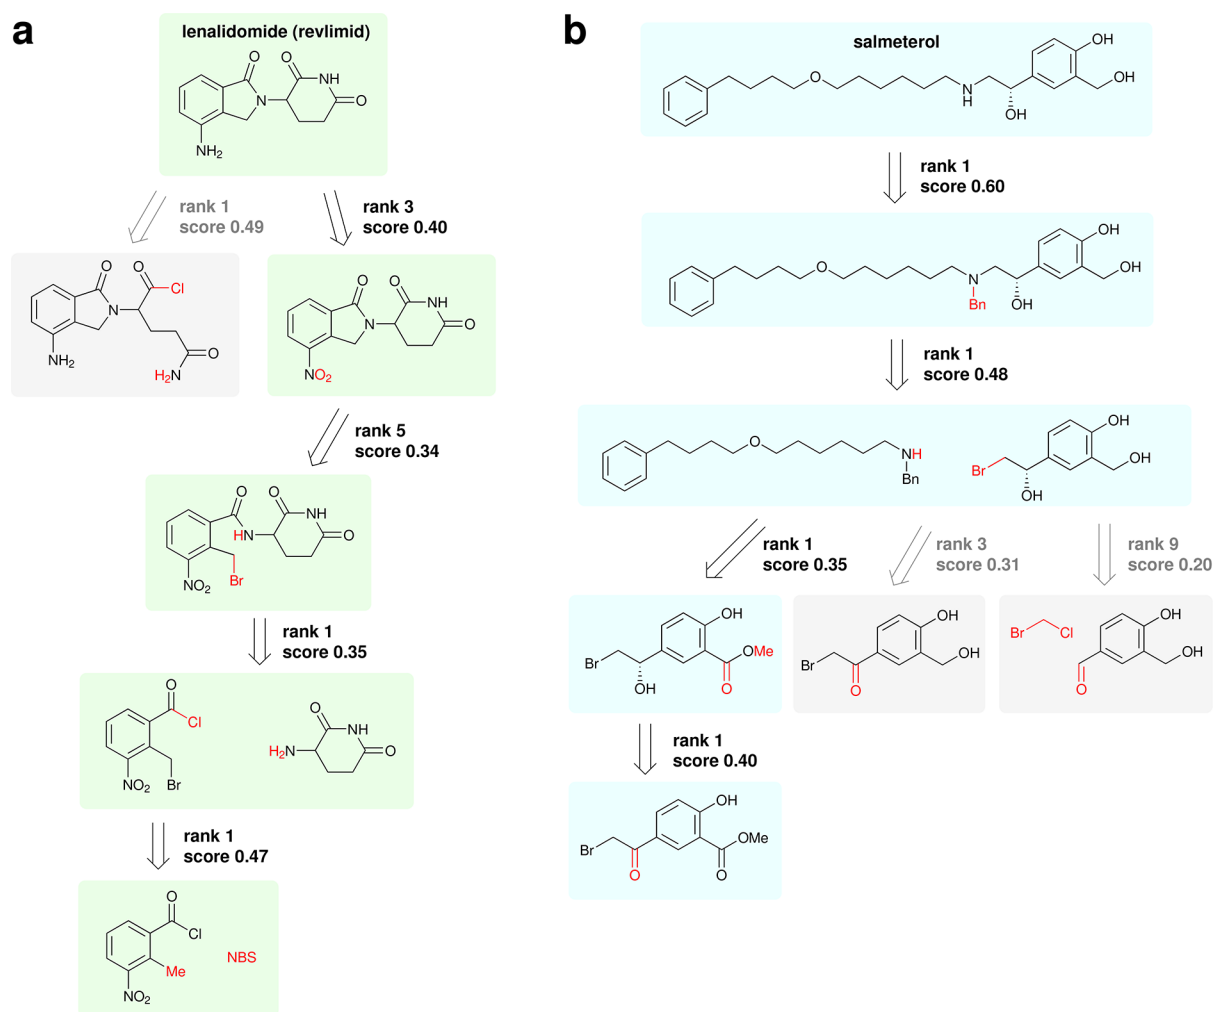 a
lenalidomide (revlimid)
O
O
NH
N
O
NH2
rank 1
score 0.49
rank 3
score 0.40
O
O
Cl
N
NH2
O
H2N
O
O
NH
N
O
NO2
rank 5
score 0.34
O
O
NH
HN
O
NO2
Br
rank 1
score 0.35
O
Cl
NO2
Br
O
NH
H2N
O
rank 1
score 0.47
O
Cl
Me
NO2
NBS
b
salmeterol
OH
O
OH
N
H
OH
rank 1
score 0.60
OH
O
OH
N
Bn
OH
rank 1
score 0.48
O
NH
Bn
OH
Br
OH
OH
rank 1
score 0.35
rank 3
score 0.31
rank 9
score 0.20
OH
Br
OMe
OH
O
OH
Br
OH
O
Br
Cl
OH
OH
O
rank 1
score 0.40
OH
Br
OMe
O
O